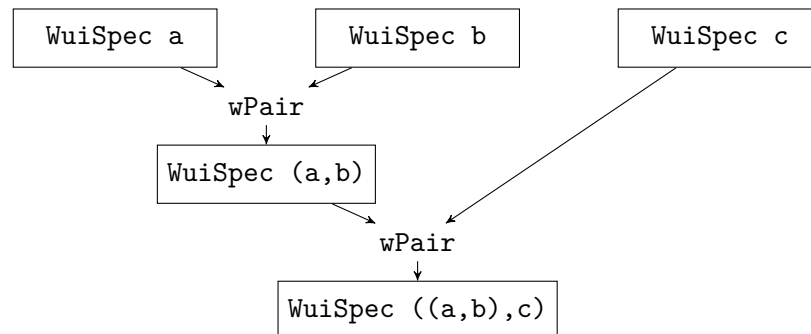 WuiSpec a WuiSpec b WuiSpec c
wPair
WuiSpec (a,b)
wPair
WuiSpec ((a,b),c)